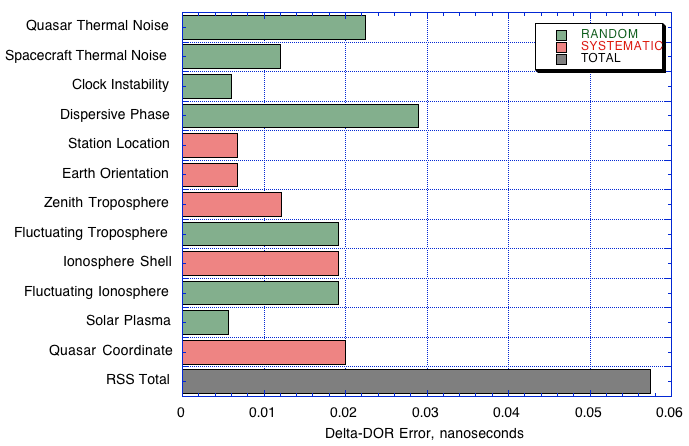 Quasar Thermal Noise
Spacecraft Thermal Noise
Clock Instability
Dispersive Phase
Station Location
Earth Orientation
Zenith Troposphere
Fluctuating Troposphere
Ionosphere Shell
Fluctuating Ionosphere
Solar Plasma
Quasar Coordinate
RSS Total
RANDOM
SYSTEMATIC
TOTAL
0 0.01 0.02 0.03 0.04 0.05 0.06
Delta-DOR Error, nanoseconds